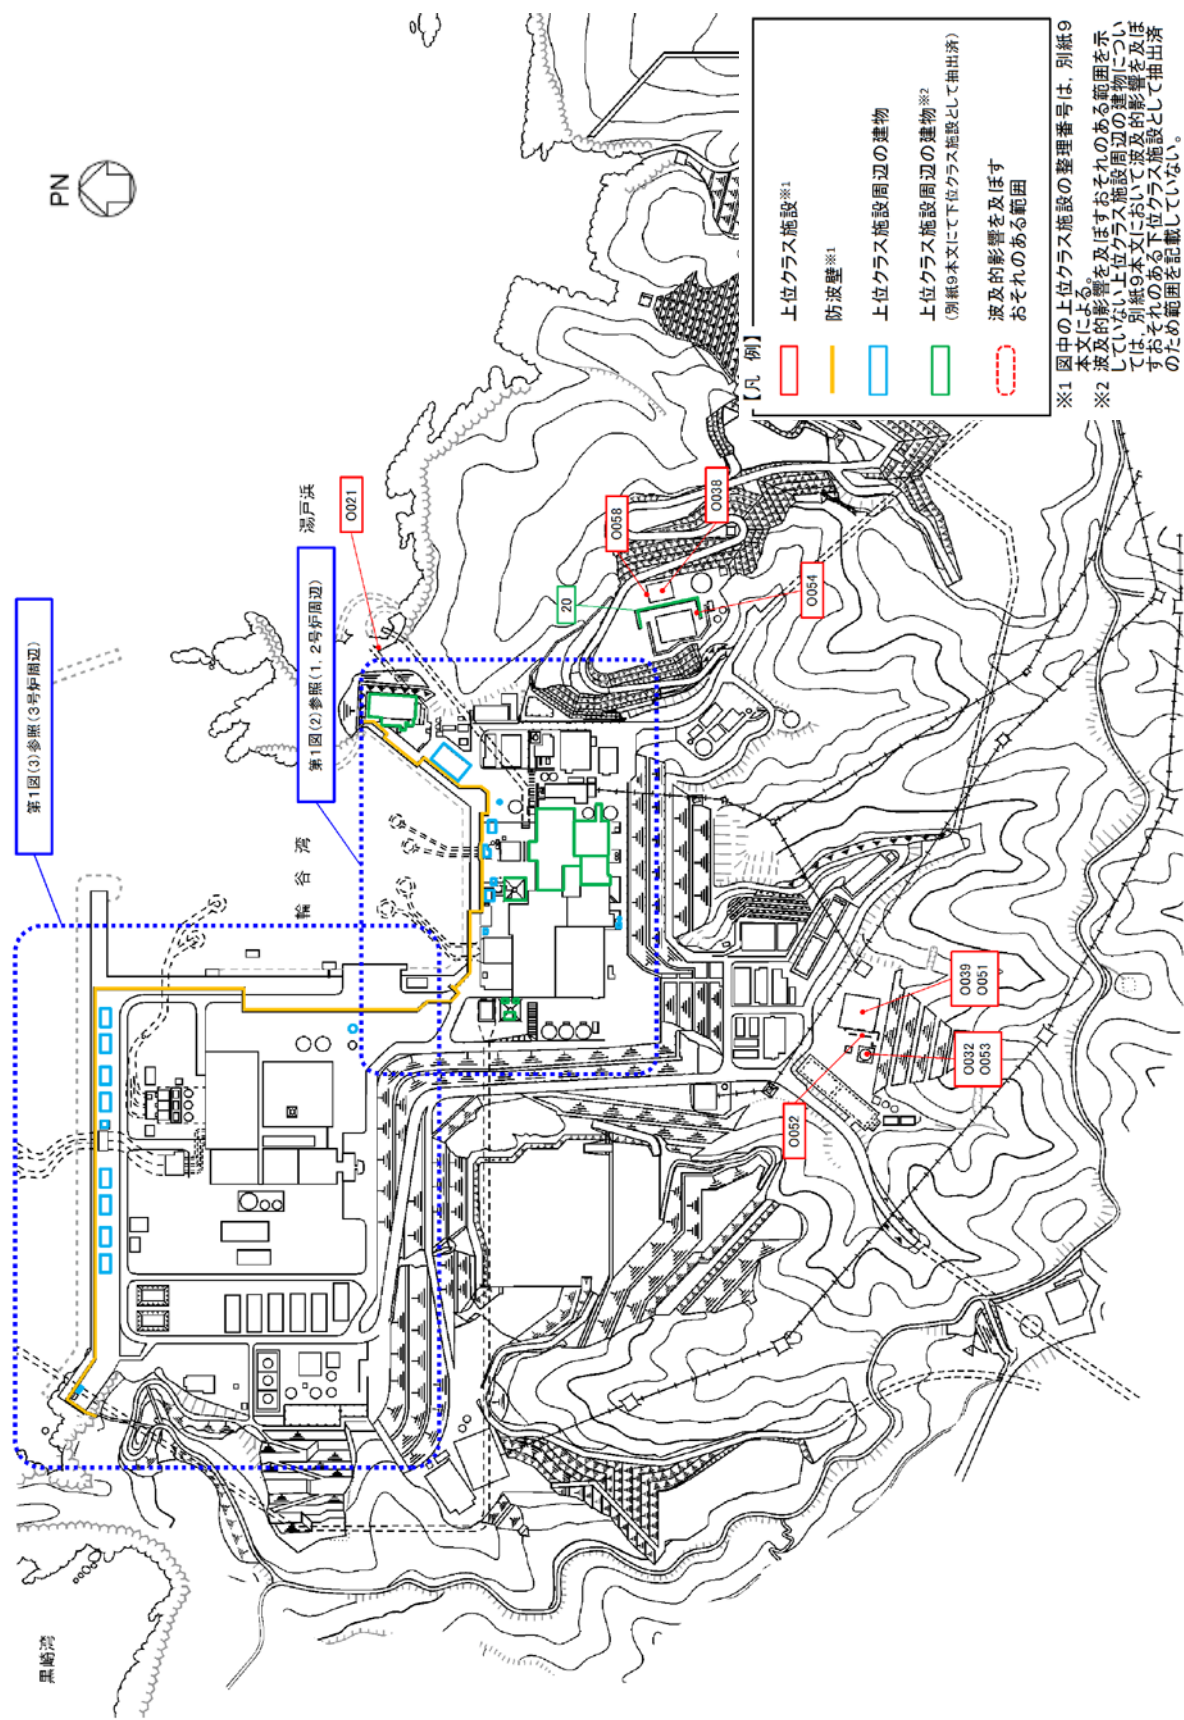 PN
黒崎湾
輪谷湾
湯戸浜
第1図(3)参照(3号炉周辺)
第1図(2)参照(1, 2号炉周辺)
O021
O058
O038
20
O054
O039
O051
O032
O053
O052
【凡 例】
上位クラス施設※1
防波壁※1
上位クラス施設周辺の建物
上位クラス施設周辺の建物※2
(別紙9本文にて下位クラス施設として抽出済)
波及的影響を及ぼす
おそれのある範囲
※1 図中の上位クラス施設の整理番号は，別紙9
本文による。
※2 波及的影響を及ぼすおそれのある範囲を示
していない上位クラス施設周辺の建物につい
ては，別紙9本文において波及的影響を及ぼ
すおそれのある下位クラス施設として抽出済
のため範囲を記載していない。